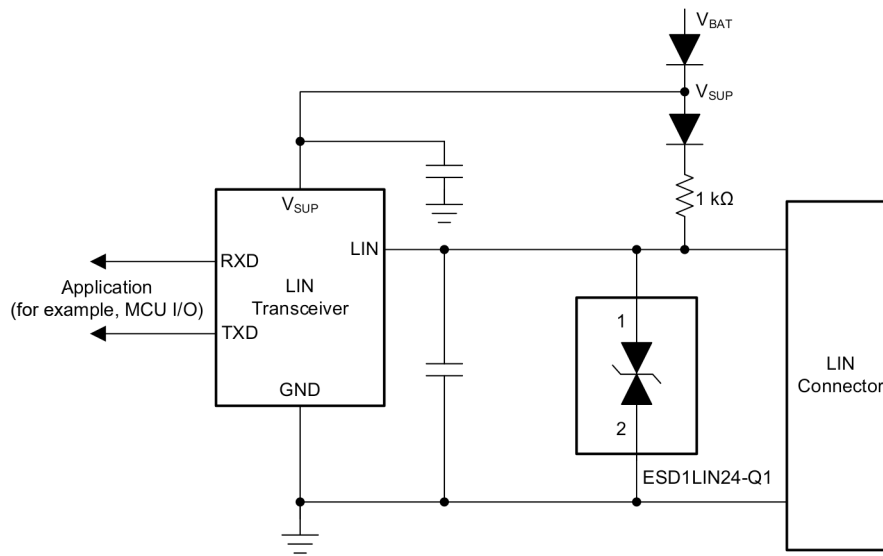 V_BAT
V_SUP
1 kΩ
V_SUP
LIN
RXD
LIN
Transceiver
TXD
GND
Application
(for example, MCU I/O)
1
2
ESD1LIN24-Q1
LIN
Connector